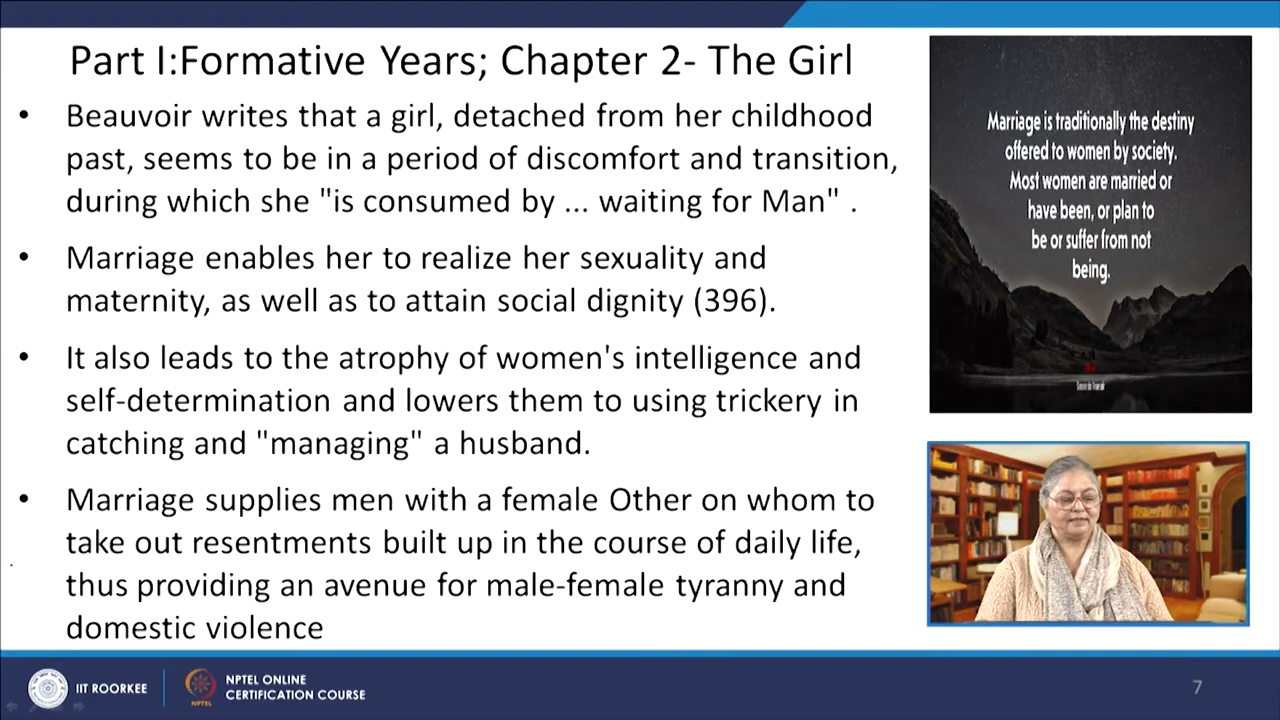 Part I:Formative Years; Chapter 2- The Girl
• Beauvoir writes that a girl, detached from her childhood
past, seems to be in a period of discomfort and transition,
during which she "is consumed by ... waiting for Man" .
• Marriage enables her to realize her sexuality and
maternity, as well as to attain social dignity (396).
• It also leads to the atrophy of women's intelligence and
self-determination and lowers them to using trickery in
catching and "managing" a husband.
• Marriage supplies men with a female Other on whom to
take out resentments built up in the course of daily life,
thus providing an avenue for male-female tyranny and
domestic violence
Marriage is traditionally the destiny
offered to women by society.
Most women are married or
have been, or plan to
be or suffer from not
being.
IIT ROORKEE
NPTEL
NPTEL ONLINE
CERTIFICATION COURSE
7